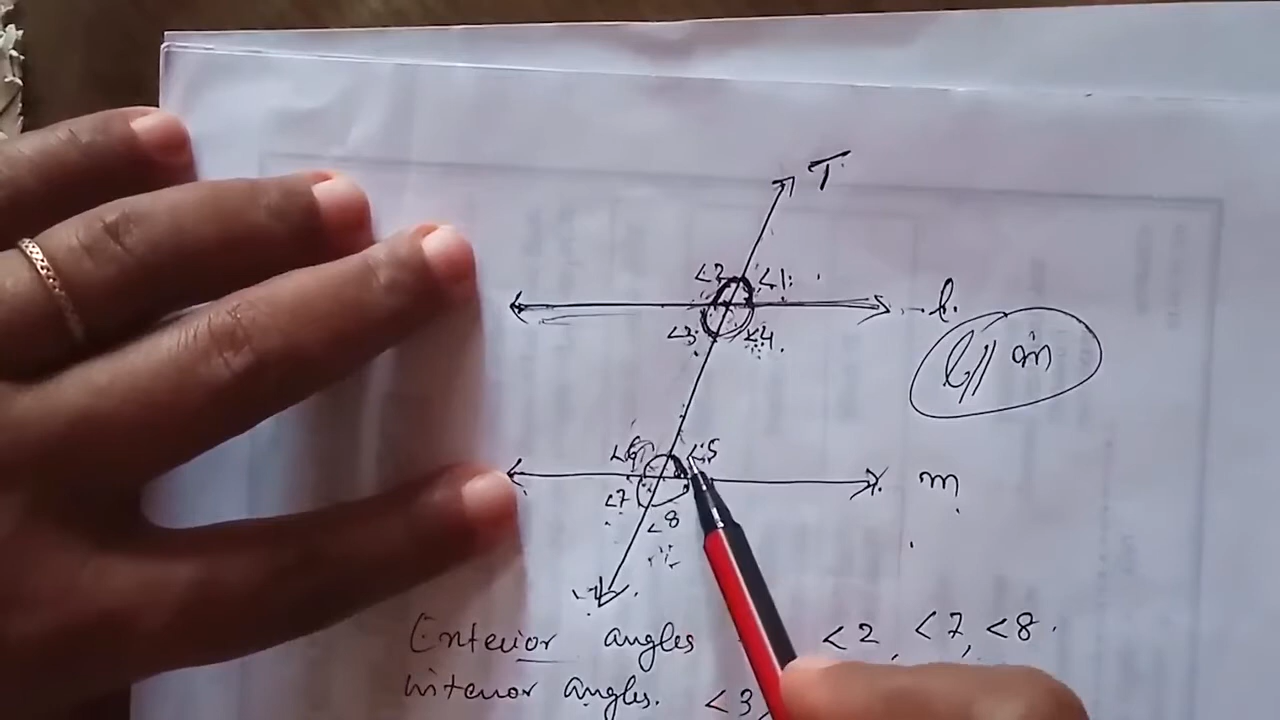 T
<2 <1
l
<3 <4
l // m
<6 <5
m
<7
<8
Exterior angles <2, <7, <8
interior angles. <3,